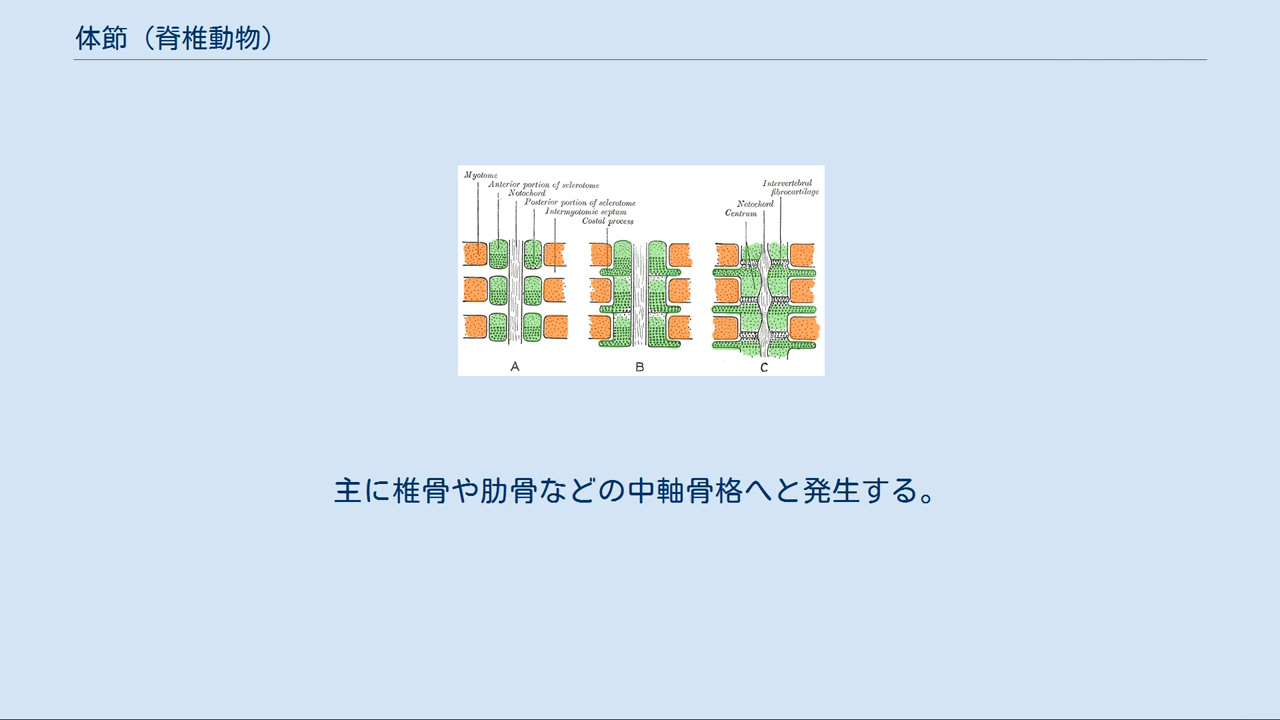 体節（脊椎動物）
Myotome
Anterior portion of sclerotome
Notochord
Posterior portion of sclerotome
Intermyotomic septum
Costal process
Intervertebral
fibrocartilage
Notochord
Centrum
A
B
C
主に椎骨や肋骨などの中軸骨格へと発生する。